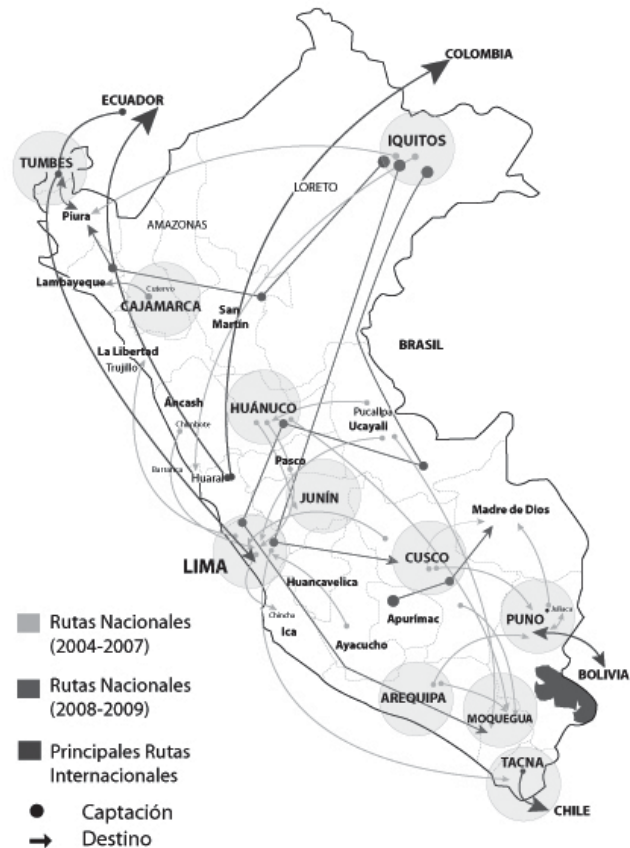 COLOMBIA
ECUADOR
IQUITOS
TUMBES
LORETO
Piura
AMAZONAS
Lambayeque
Cutervo
CAJAMARCA
San
Martín
BRASIL
La Libertad
Trujillo
Áncash
HUÁNUCO
Pucallpa
Ucayali
Chimbote
Pasco
Barranca
Huaral
JUNÍN
Madre de Dios
LIMA
CUSCO
Huancavelica
Chincha
Apurímac
PUNO
Juliaca
Ica
Ayacucho
BOLIVIA
AREQUIPA
MOQUEGUA
TACNA
CHILE
Rutas Nacionales
(2004-2007)
Rutas Nacionales
(2008-2009)
Principales Rutas
Internacionales
Captación
Destino